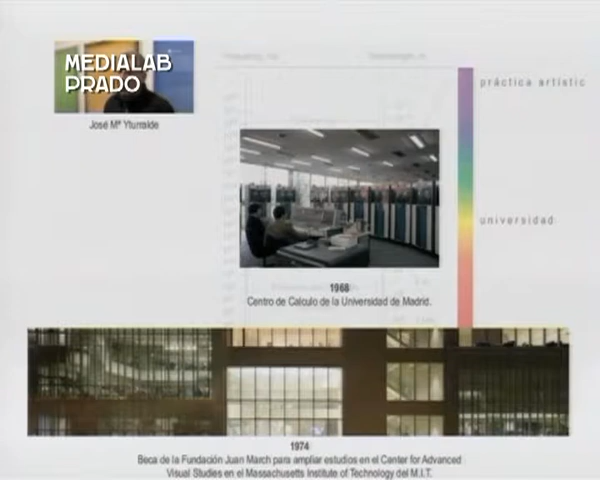 MEDIALAB
PRADO
José Mª Yturralde
práctica artístic
universidad
1968
Centro de Calculo de la Universidad de Madrid.
1974
Beca de la Fundación Juan March para ampliar estudios en el Center for Advanced
Visual Studies en el Massachusetts Institute of Technology del M.I.T.